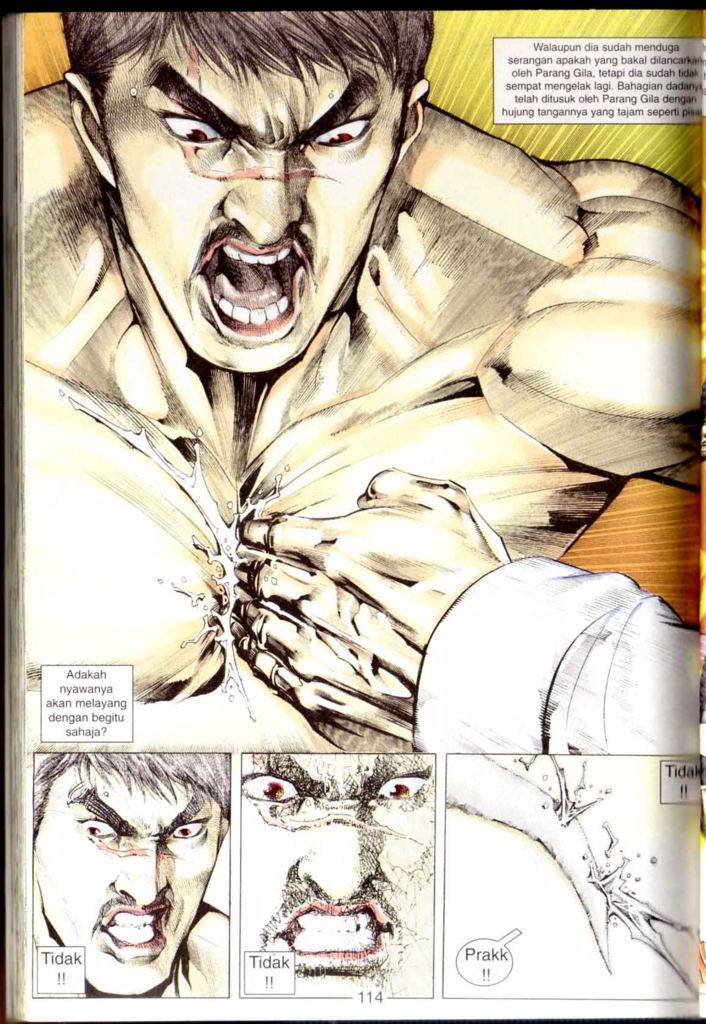 Walaupun dia sudah menduga
serangan apakah yang bakal dilancarkan
oleh Parang Gila, tetapi dia sudah tidak
sempat mengelak lagi. Bahagian dadanya
telah ditusuk oleh Parang Gila dengan
hujung tangannya yang tajam seperti pisau
Adakah
nyawanya
akan melayang
dengan begitu
sahaja?
Tidak
!!
Tidak
!!
Tidak
!!
Prakk
!!
114